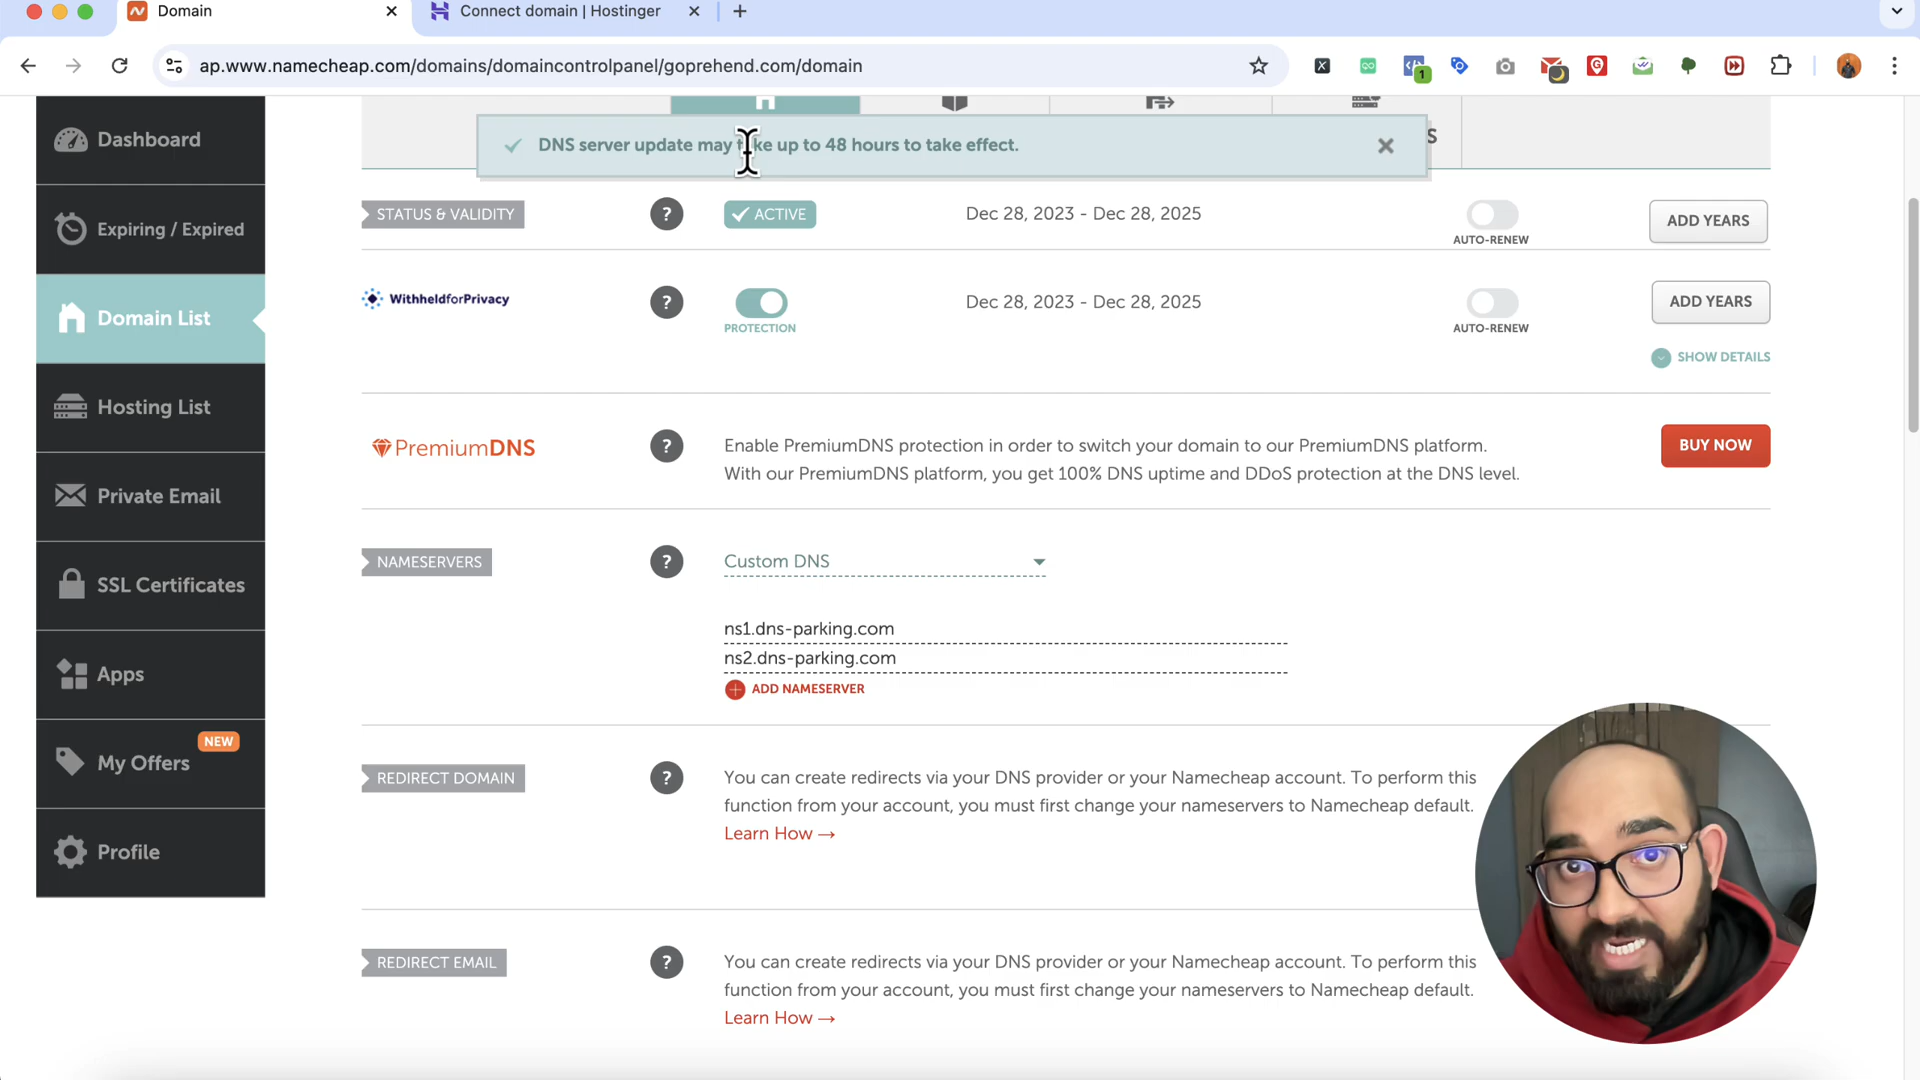 Domain
Connect domain | Hostinger
ap.www.namecheap.com/domains/domaincontrolpanel/goprehend.com/domain
1
Dashboard
Expiring / Expired
Domain List
Hosting List
Private Email
SSL Certificates
Apps
NEW
My Offers
Profile
DNS server update may take up to 48 hours to take effect.
S
STATUS & VALIDITY
?
ACTIVE
Dec 28, 2023 - Dec 28, 2025
AUTO-RENEW
ADD YEARS
WithheldforPrivacy
?
PROTECTION
Dec 28, 2023 - Dec 28, 2025
AUTO-RENEW
ADD YEARS
SHOW DETAILS
PremiumDNS
?
Enable PremiumDNS protection in order to switch your domain to our PremiumDNS platform.
With our PremiumDNS platform, you get 100% DNS uptime and DDoS protection at the DNS level.
BUY NOW
NAMESERVERS
?
Custom DNS
ns1.dns-parking.com
ns2.dns-parking.com
ADD NAMESERVER
REDIRECT DOMAIN
?
You can create redirects via your DNS provider or your Namecheap account. To perform this
function from your account, you must first change your nameservers to Namecheap default.
Learn How →
REDIRECT EMAIL
?
You can create redirects via your DNS provider or your Namecheap account. To perform this
function from your account, you must first change your nameservers to Namecheap default.
Learn How →